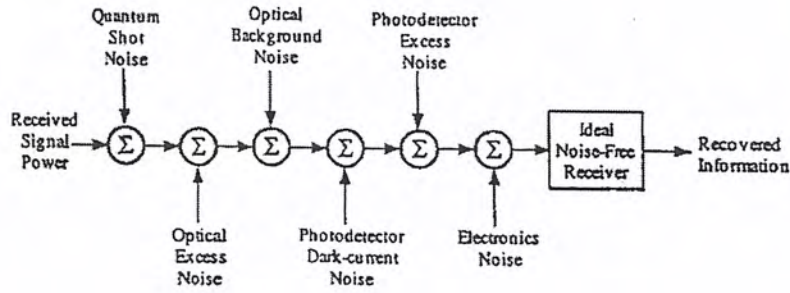 Quantum
Shot
Noise
Optical
Background
Noise
Photodetector
Excess
Noise
Received
Signal
Power
Σ
Σ
Σ
Σ
Σ
Σ
Ideal
Noise-Free
Receiver
Recovered
Information
Optical
Excess
Noise
Photodetector
Dark-current
Noise
Electronics
Noise